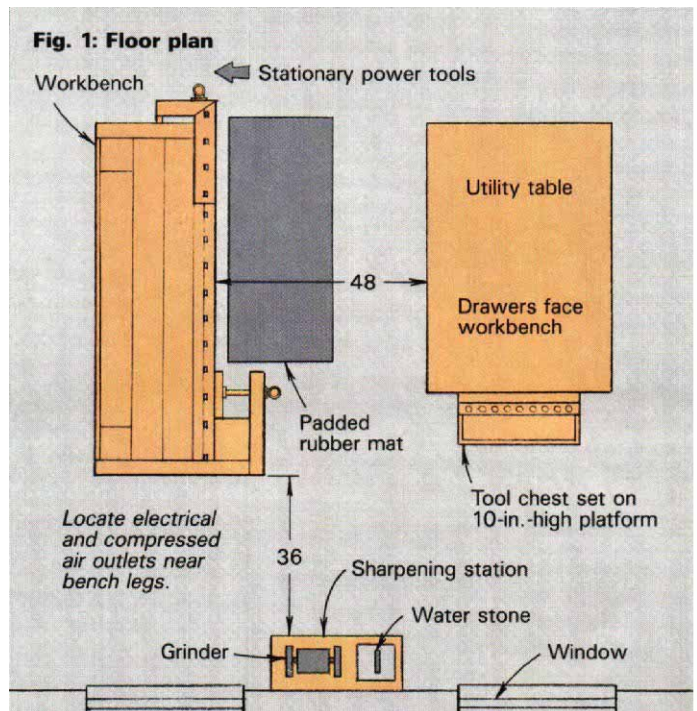 Fig. 1: Floor plan
Stationary power tools
Workbench
Utility table
48
Drawers face
workbench
Padded
rubber mat
Tool chest set on
10-in.-high platform
Locate electrical
and compressed
air outlets near
bench legs.
36
Sharpening station
Water stone
Grinder
Window